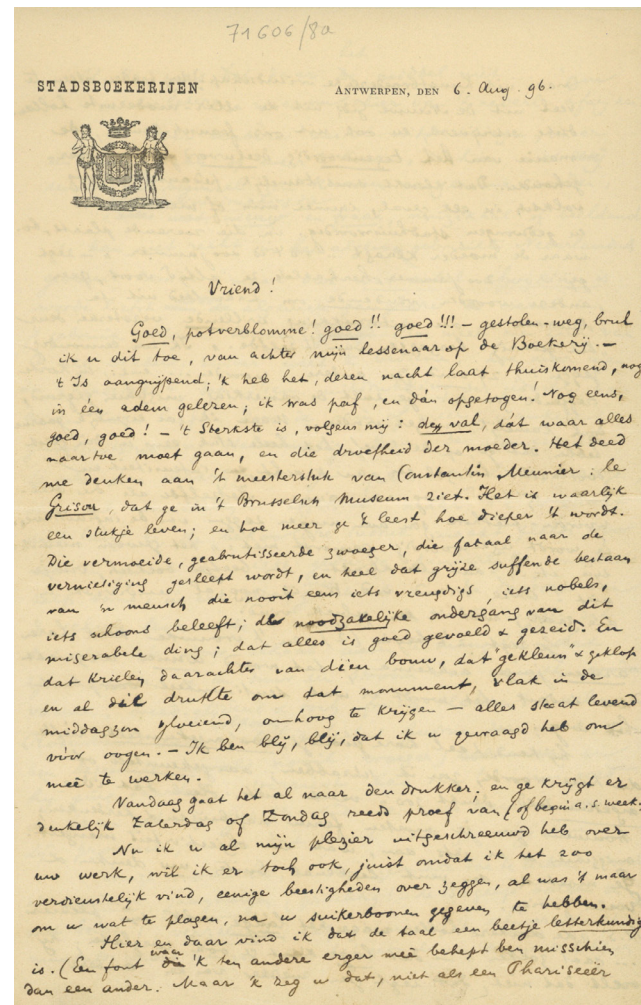 71606/8a
STADSBOEKERIJEN
ANTWERPEN, DEN 6. Aug. 96.
Vriend!
Goed, potverblomme! goed!! goed!!! – gestolen-weg, brul
ik u dit toe, van achter mijn lessenaar op de Boekerij. –
't Is aangrijpend; 'k heb het, deren nacht laat thuiskomend, nog
in één adem gelezen; ik was paf, en dán opgetogen! Nog eens,
goed, goed! – 't Sterkste is, volgens mij: den val, dát waar alles
naartoe moet gaan, en die droefheid der moeder. Het deed
me denken aan 't meesterstuk van Constantin Meunier: le
Grisou, dat ge in 't Brusselsch Museum ziet. Het is waarlijk
een stukje leven; en hoe meer ge 't leest hoe dieper 't wordt.
Die vermoeide, geabrutisseerde zwoeger, die fataal naar de
vernietiging gesleept wordt, en heel dat grijze suffende bestaan
van 'n mensch die nooit eens iets vreugdigs, iets nobels,
iets schoons beleeft; de noodzakelijke ondergang van dit
miserabele ding; dat alles is goed gevoeld & gezeid. En
dat krielen daarachter van dien bouw, dat "gekleun" & geklop
en al die drukte om dat monument, vlak in de
middagzon gloeiend, omhoog te krijgen – alles staat levend
vóór oogen. – Ik ben blij, blij, dat ik u gevraagd heb om
meê te werken.
Vandaag gaat het al naar den drukker; en ge krijgt er
denkelijk Zaterdag of Zondag reeds proef van (of begin a.s. week.
Nu ik u al mijn plezier uitgeschreeuwd heb over
uw werk, wil ik er toch ook, juist omdat ik het zoo
verdienstelijk vind, eenige beestigheden over zeggen, al was 't maar
om u wat te plagen, na u suikerboonen gegeven te hebben.
Hier en daar vind ik dat de taal een beetje letterkundig
is. (Een fout waar 'k ten andere erger meê behept ben misschien
dan een ander. Maar 'k zeg u dat, niet als een Phariseeër